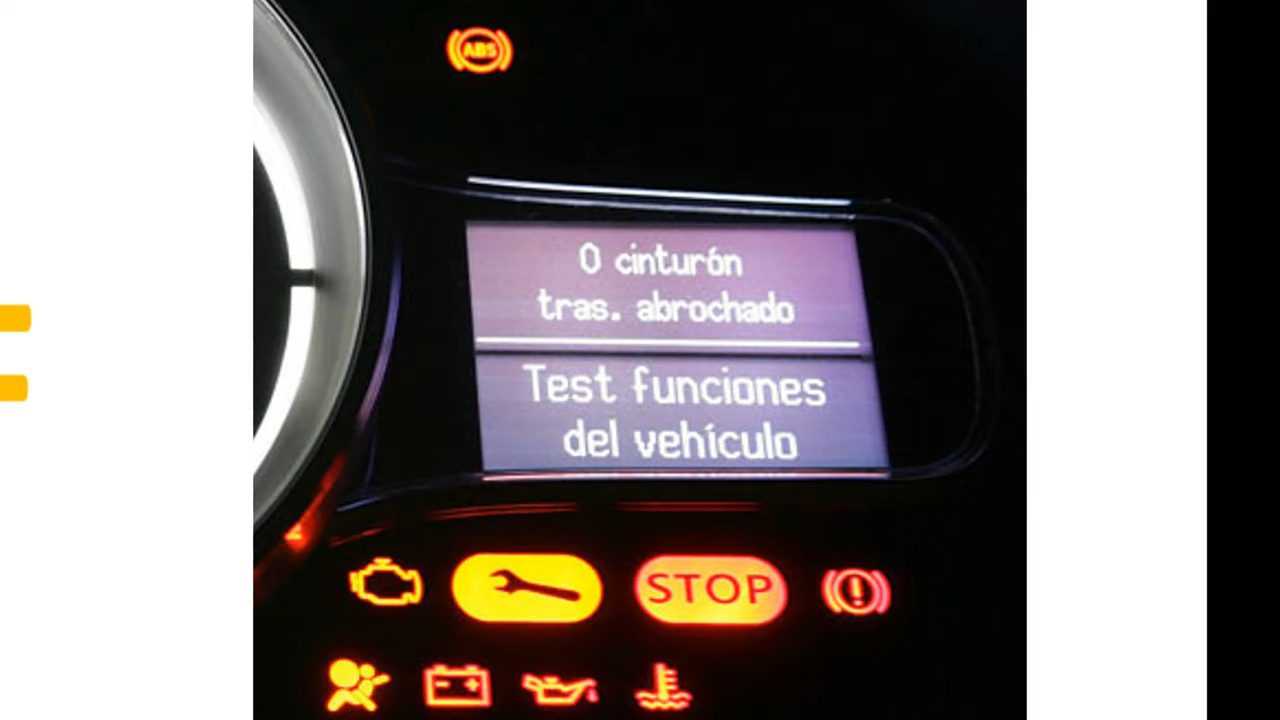 ABS
0 cinturón
tras. abrochado
Test funciones
del vehículo
STOP